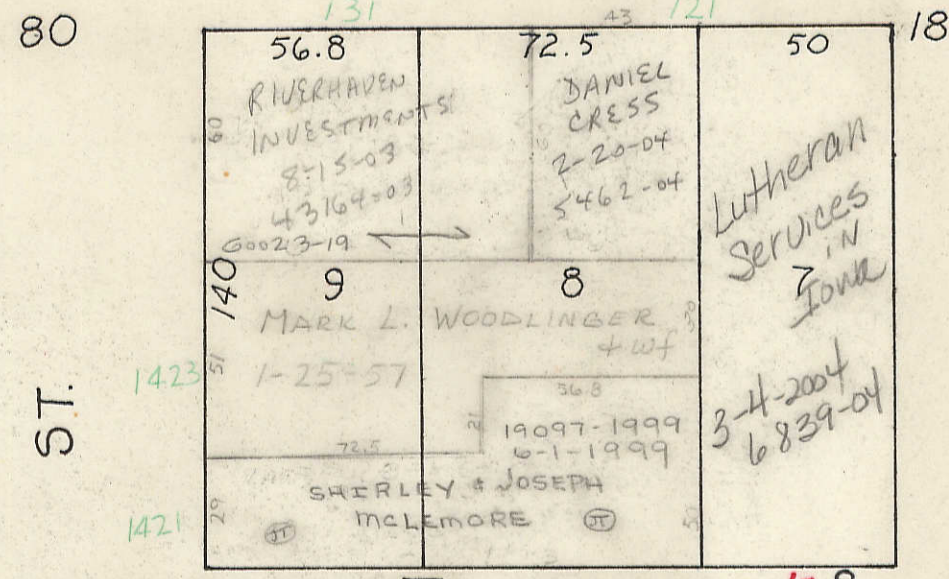 131
43
121
80
56.8
72.5
50
18
RIVERHAVEN
INVESTMENTS
8-15-03
43164-03
60023-19
60
DANIEL
CRESS
2-20-04
5462-04
Lutheran
Services
in
7
Iowa
3-4-2004
6839-04
140
9
8
MARK L. WOODLINGER
+ Wf
1-25-57
1423
51
ST.
56.8
21
19097-1999
6-1-1999
72.5
SHIRLEY & JOSEPH
MCLEMORE
JT
JT
1421
29
50